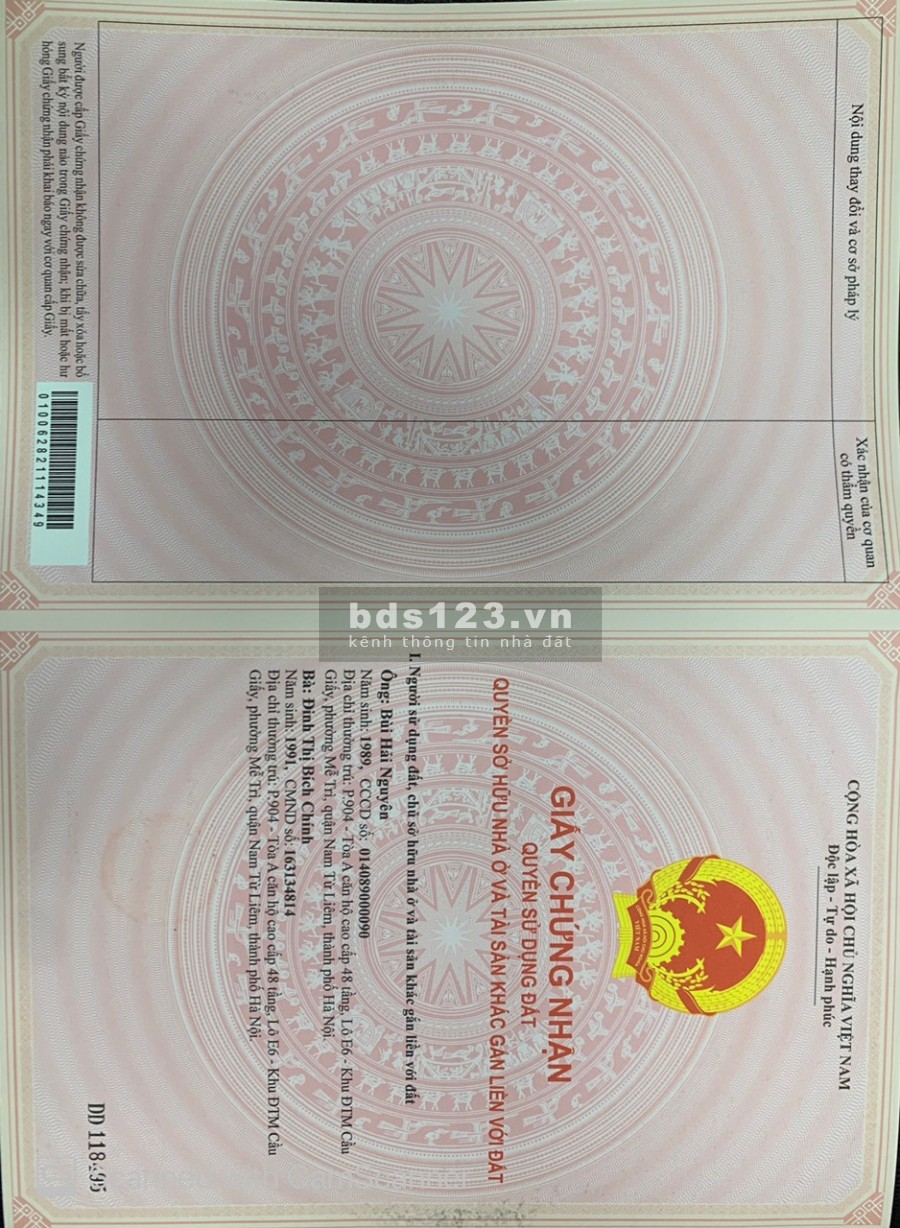 Nội dung thay đổi và cơ sở pháp lý
Xác nhận của cơ quan
có thẩm quyền
Người được cấp Giấy chứng nhận không được sửa chữa, tẩy xóa hoặc bổ
sung bất kỳ nội dung nào trong Giấy chứng nhận; khi bị mất hoặc hư
hỏng Giấy chứng nhận phải khai báo ngay với cơ quan cấp Giấy.
0100628211114349
bds123.vn
kênh thông tin nhà đất
CỘNG HÒA XÃ HỘI CHỦ NGHĨA VIỆT NAM
Độc lập - Tự do - Hạnh phúc
VIỆT NAM
GIẤY CHỨNG NHẬN
QUYỀN SỬ DỤNG ĐẤT
QUYỀN SỞ HỮU NHÀ Ở VÀ TÀI SẢN KHÁC GẮN LIỀN VỚI ĐẤT
I. Người sử dụng đất, chủ sở hữu nhà ở và tài sản khác gắn liền với đất
Ông: Bùi Hải Nguyên
Năm sinh: 1989, CCCD số: 014089000090
Địa chỉ thường trú: P.904 - Tòa A căn hộ cao cấp 48 tầng, Lô E6 - Khu ĐTM Cầu
Giấy, phường Mễ Trì, quận Nam Từ Liêm, thành phố Hà Nội.
Bà: Đinh Thị Bích Chính
Năm sinh: 1991, CMND số: 163134814
Địa chỉ thường trú: P.904 - Tòa A căn hộ cao cấp 48 tầng, Lô E6 - Khu ĐTM Cầu
Giấy, phường Mễ Trì, quận Nam Từ Liêm, thành phố Hà Nội.
DD 118495